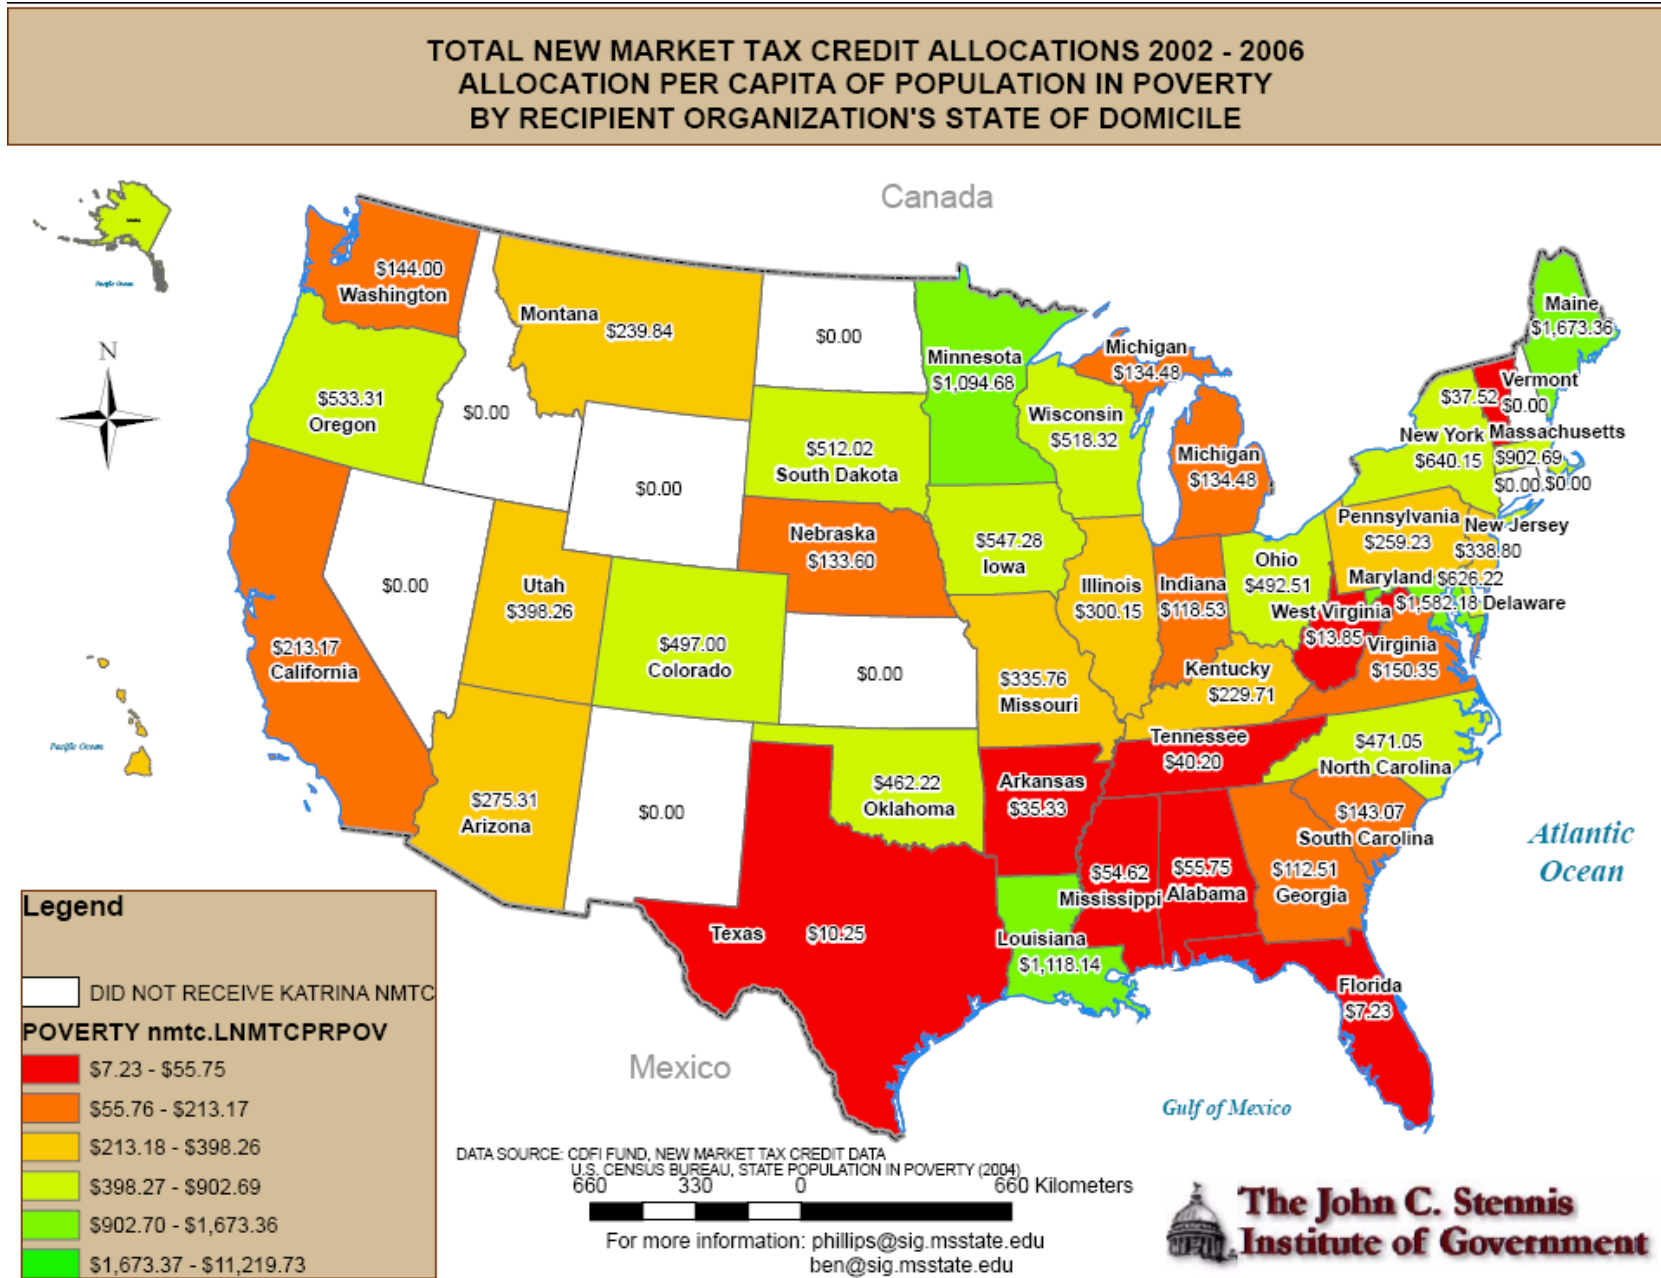 TOTAL NEW MARKET TAX CREDIT ALLOCATIONS 2002 - 2006
ALLOCATION PER CAPITA OF POPULATION IN POVERTY
BY RECIPIENT ORGANIZATION'S STATE OF DOMICILE
Canada
Pacific Ocean
N
$144.00
Washington
Montana
$239.84
$0.00
Minnesota
$1,094.68
Michigan
$134.48
Maine
$1,673.36
$533.31
Oregon
$0.00
$512.02
South Dakota
Wisconsin
$518.32
Michigan
$134.48
$37.52
Vermont
$0.00
New York
$640.15
Massachusetts
$902.69
$0.00
$0.00
$0.00
Nebraska
$133.60
$547.28
Iowa
Pennsylvania
$259.23
New Jersey
$338.80
$0.00
Utah
$398.26
Illinois
$300.15
Indiana
$118.53
Ohio
$492.51
Maryland
$626.22
$1,582.18
Delaware
West Virginia
$13.85
Virginia
$150.35
$213.17
California
$497.00
Colorado
$0.00
$335.76
Missouri
Kentucky
$229.71
Pacific Ocean
$275.31
Arizona
$0.00
$462.22
Oklahoma
Arkansas
$35.33
Tennessee
$40.20
$471.05
North Carolina
$143.07
South Carolina
Atlantic
Ocean
$54.62
Mississippi
$55.75
Alabama
$112.51
Georgia
Texas
$10.25
Louisiana
$1,118.14
Florida
$7.23
Mexico
Gulf of Mexico
Legend
DID NOT RECEIVE KATRINA NMTC
POVERTY nmtc.LNMTCPRPOV
$7.23 - $55.75
$55.76 - $213.17
$213.18 - $398.26
$398.27 - $902.69
$902.70 - $1,673.36
$1,673.37 - $11,219.73
DATA SOURCE: CDFI FUND, NEW MARKET TAX CREDIT DATA
U.S. CENSUS BUREAU, STATE POPULATION IN POVERTY (2004)
660 330 0 660 Kilometers
For more information: phillips@sig.msstate.edu
ben@sig.msstate.edu
The John C. Stennis
Institute of Government